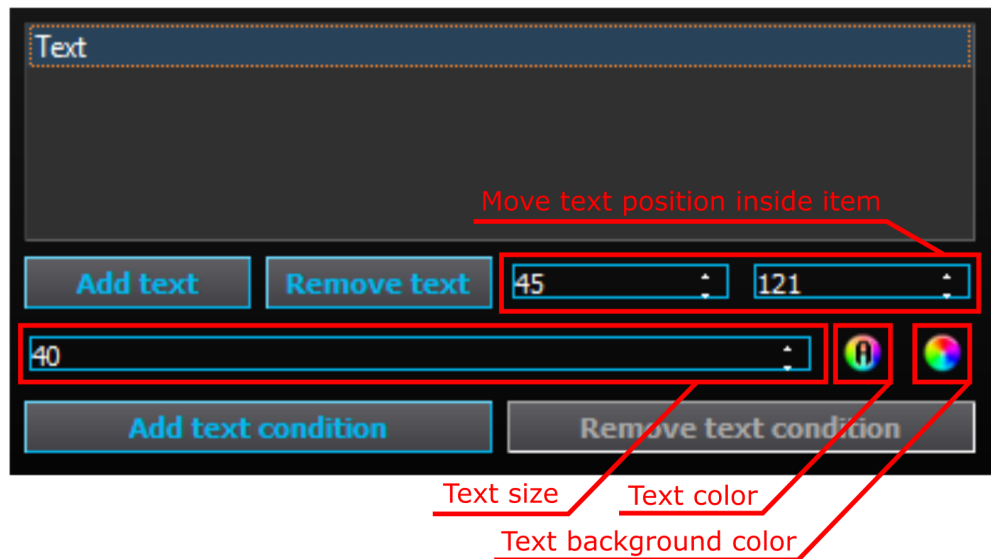 Text
Move text position inside item
Add text
Remove text
45
121
40
A
Add text condition
Remove text condition
Text size
Text color
Text background color